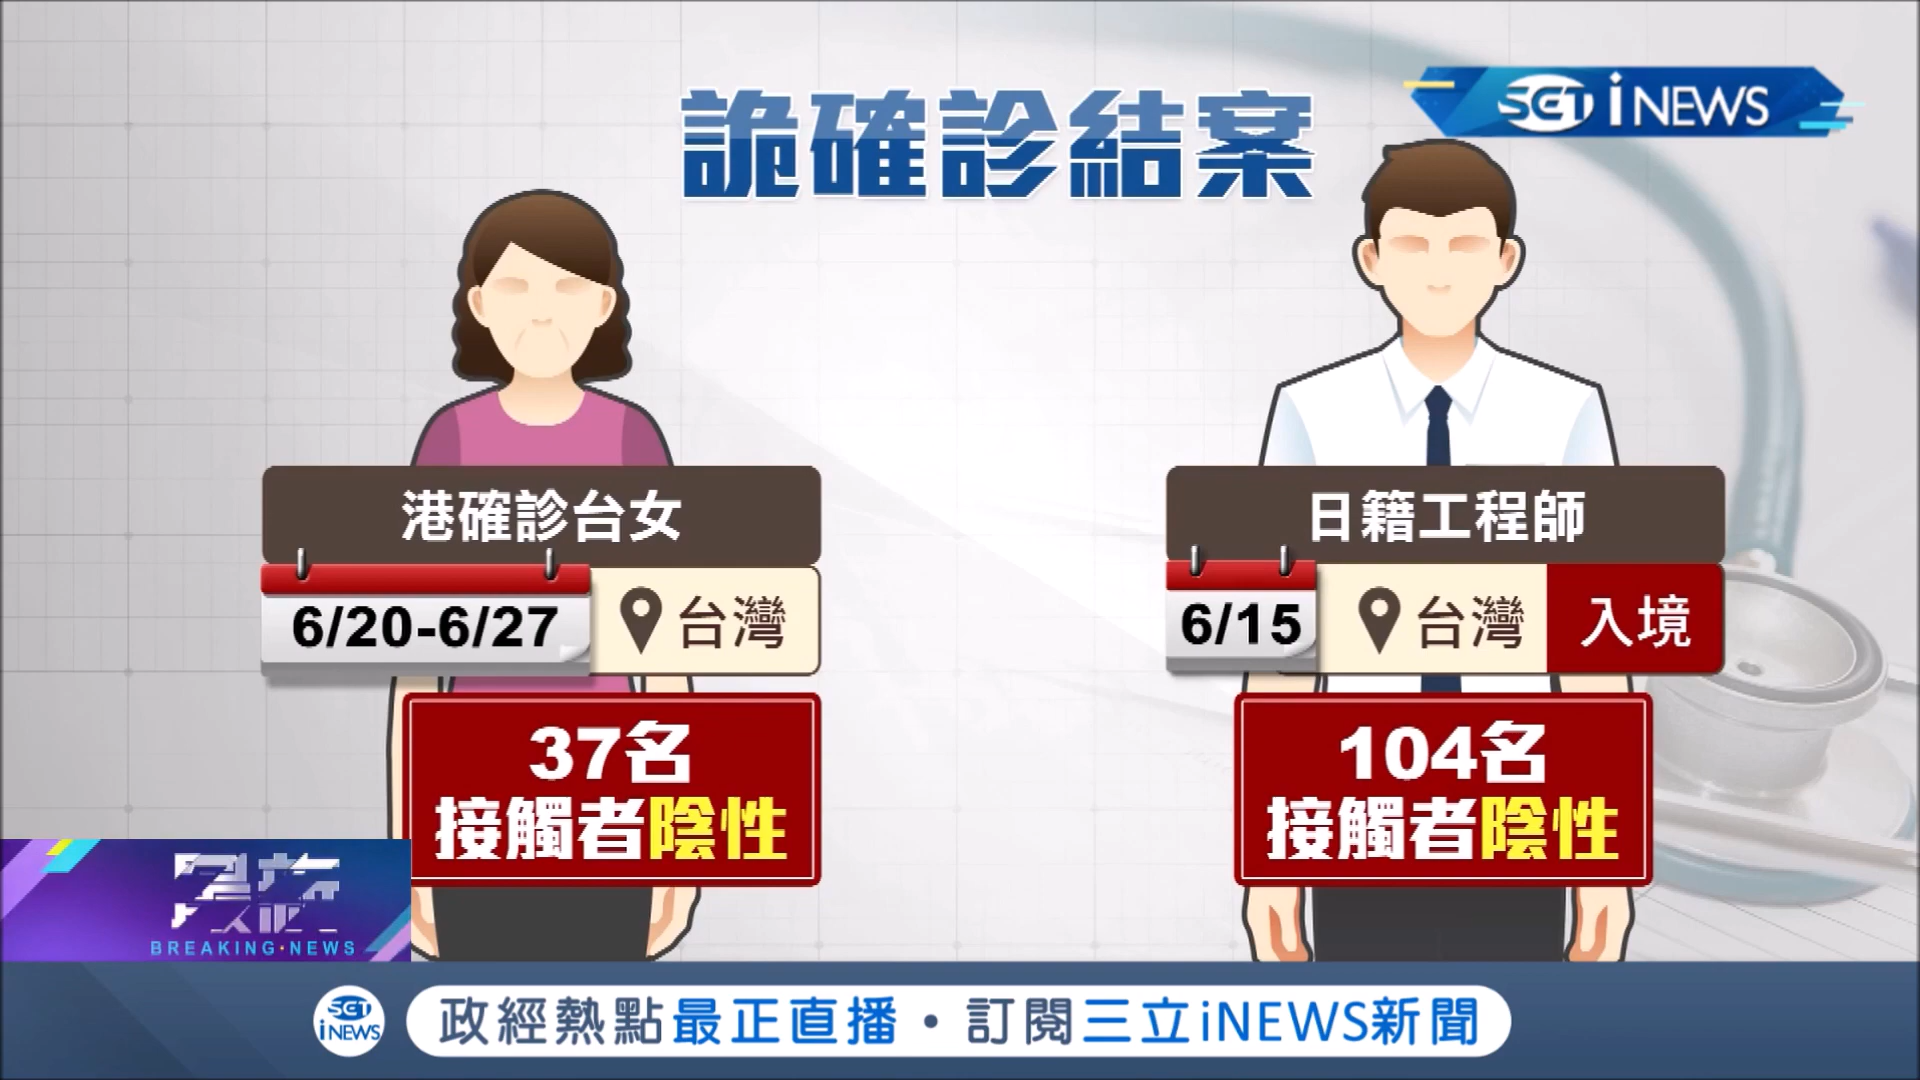 詭確診結案
SET iNEWS
港確診台女
6/20-6/27
台灣
37名
接觸者陰性
日籍工程師
6/15
台灣
入境
104名
接觸者陰性
BREAKING·NEWS
SET iNEWS
政經熱點最正直播•訂閱三立iNEWS新聞